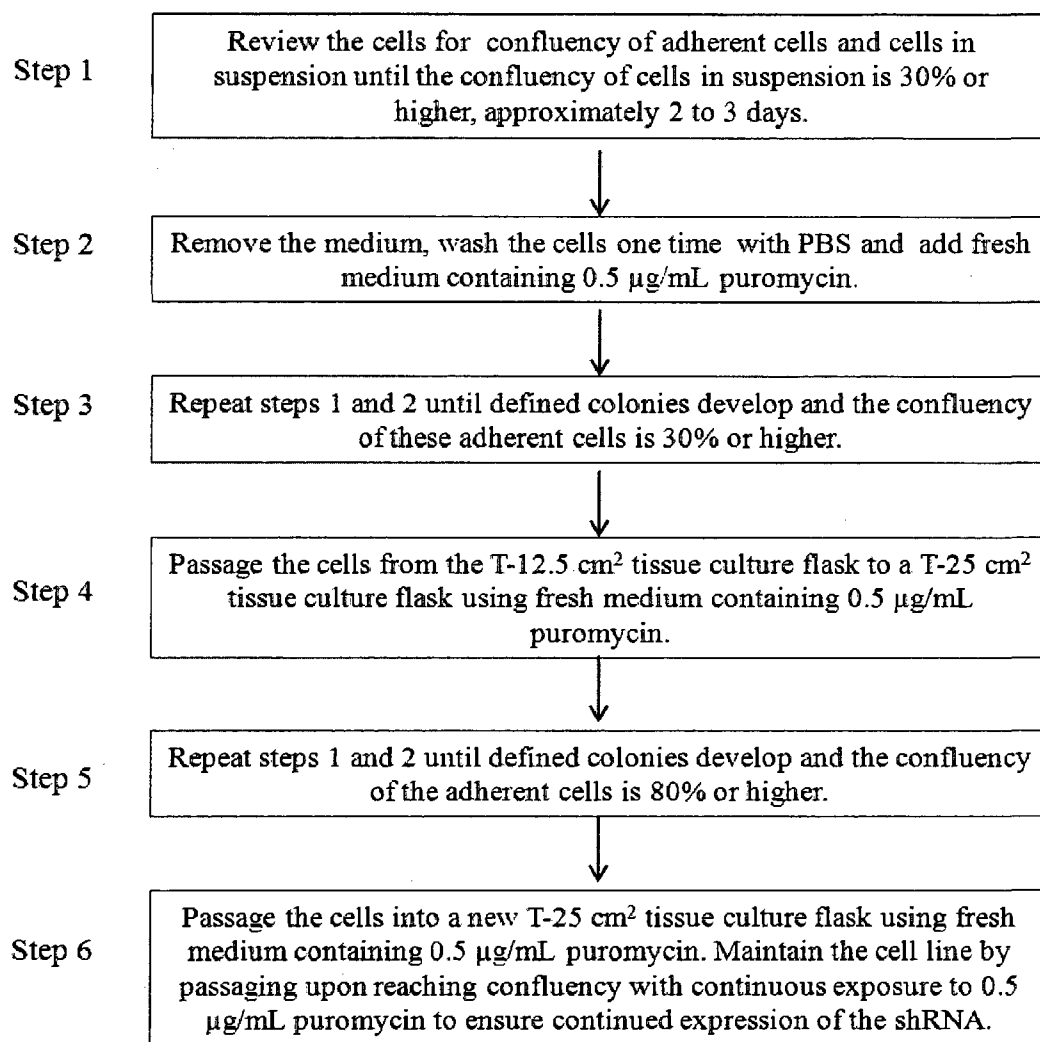 Step 1
Review the cells for confluency of adherent cells and cells in
suspension until the confluency of cells in suspension is 30% or
higher, approximately 2 to 3 days.
Step 2
Remove the medium, wash the cells one time with PBS and add fresh
medium containing 0.5 µg/mL puromycin.
Step 3
Repeat steps 1 and 2 until defined colonies develop and the confluency
of these adherent cells is 30% or higher.
Step 4
Passage the cells from the T-12.5 cm² tissue culture flask to a T-25 cm²
tissue culture flask using fresh medium containing 0.5 µg/mL
puromycin.
Step 5
Repeat steps 1 and 2 until defined colonies develop and the confluency
of the adherent cells is 80% or higher.
Step 6
Passage the cells into a new T-25 cm² tissue culture flask using fresh
medium containing 0.5 µg/mL puromycin. Maintain the cell line by
passaging upon reaching confluency with continuous exposure to 0.5
µg/mL puromycin to ensure continued expression of the shRNA.